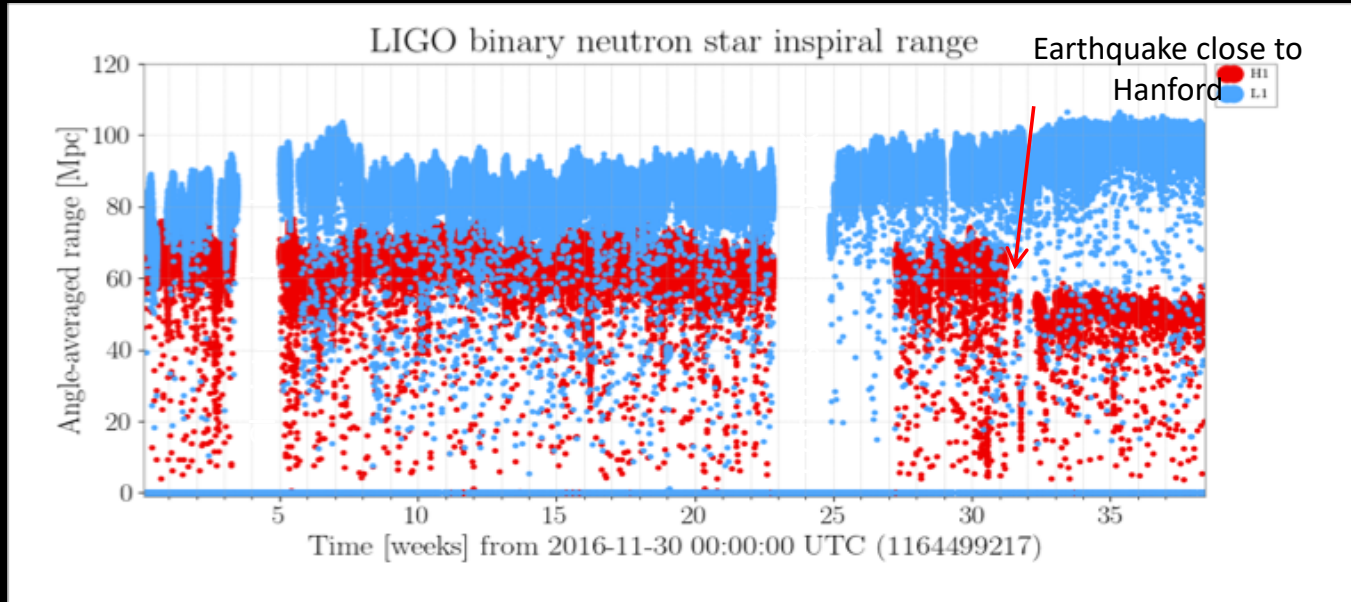 LIGO binary neutron star inspiral range
Earthquake close to
Hanford
H1
L1
Angle-averaged range [Mpc]
120
100
80
60
40
20
0
5 10 15 20 25 30 35
Time [weeks] from 2016-11-30 00:00:00 UTC (1164499217)